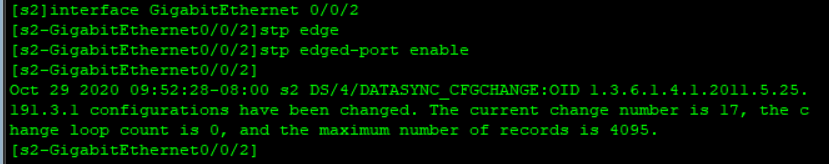 [s2]interface GigabitEthernet 0/0/2
[s2-GigabitEthernet0/0/2]stp edge
[s2-GigabitEthernet0/0/2]stp edged-port enable
[s2-GigabitEthernet0/0/2]
Oct 29 2020 09:52:28-08:00 s2 DS/4/DATASYNC_CFGCHANGE:OID 1.3.6.1.4.1.2011.5.25.
191.3.1 configurations have been changed. The current change number is 17, the c
hange loop count is 0, and the maximum number of records is 4095.
[s2-GigabitEthernet0/0/2]